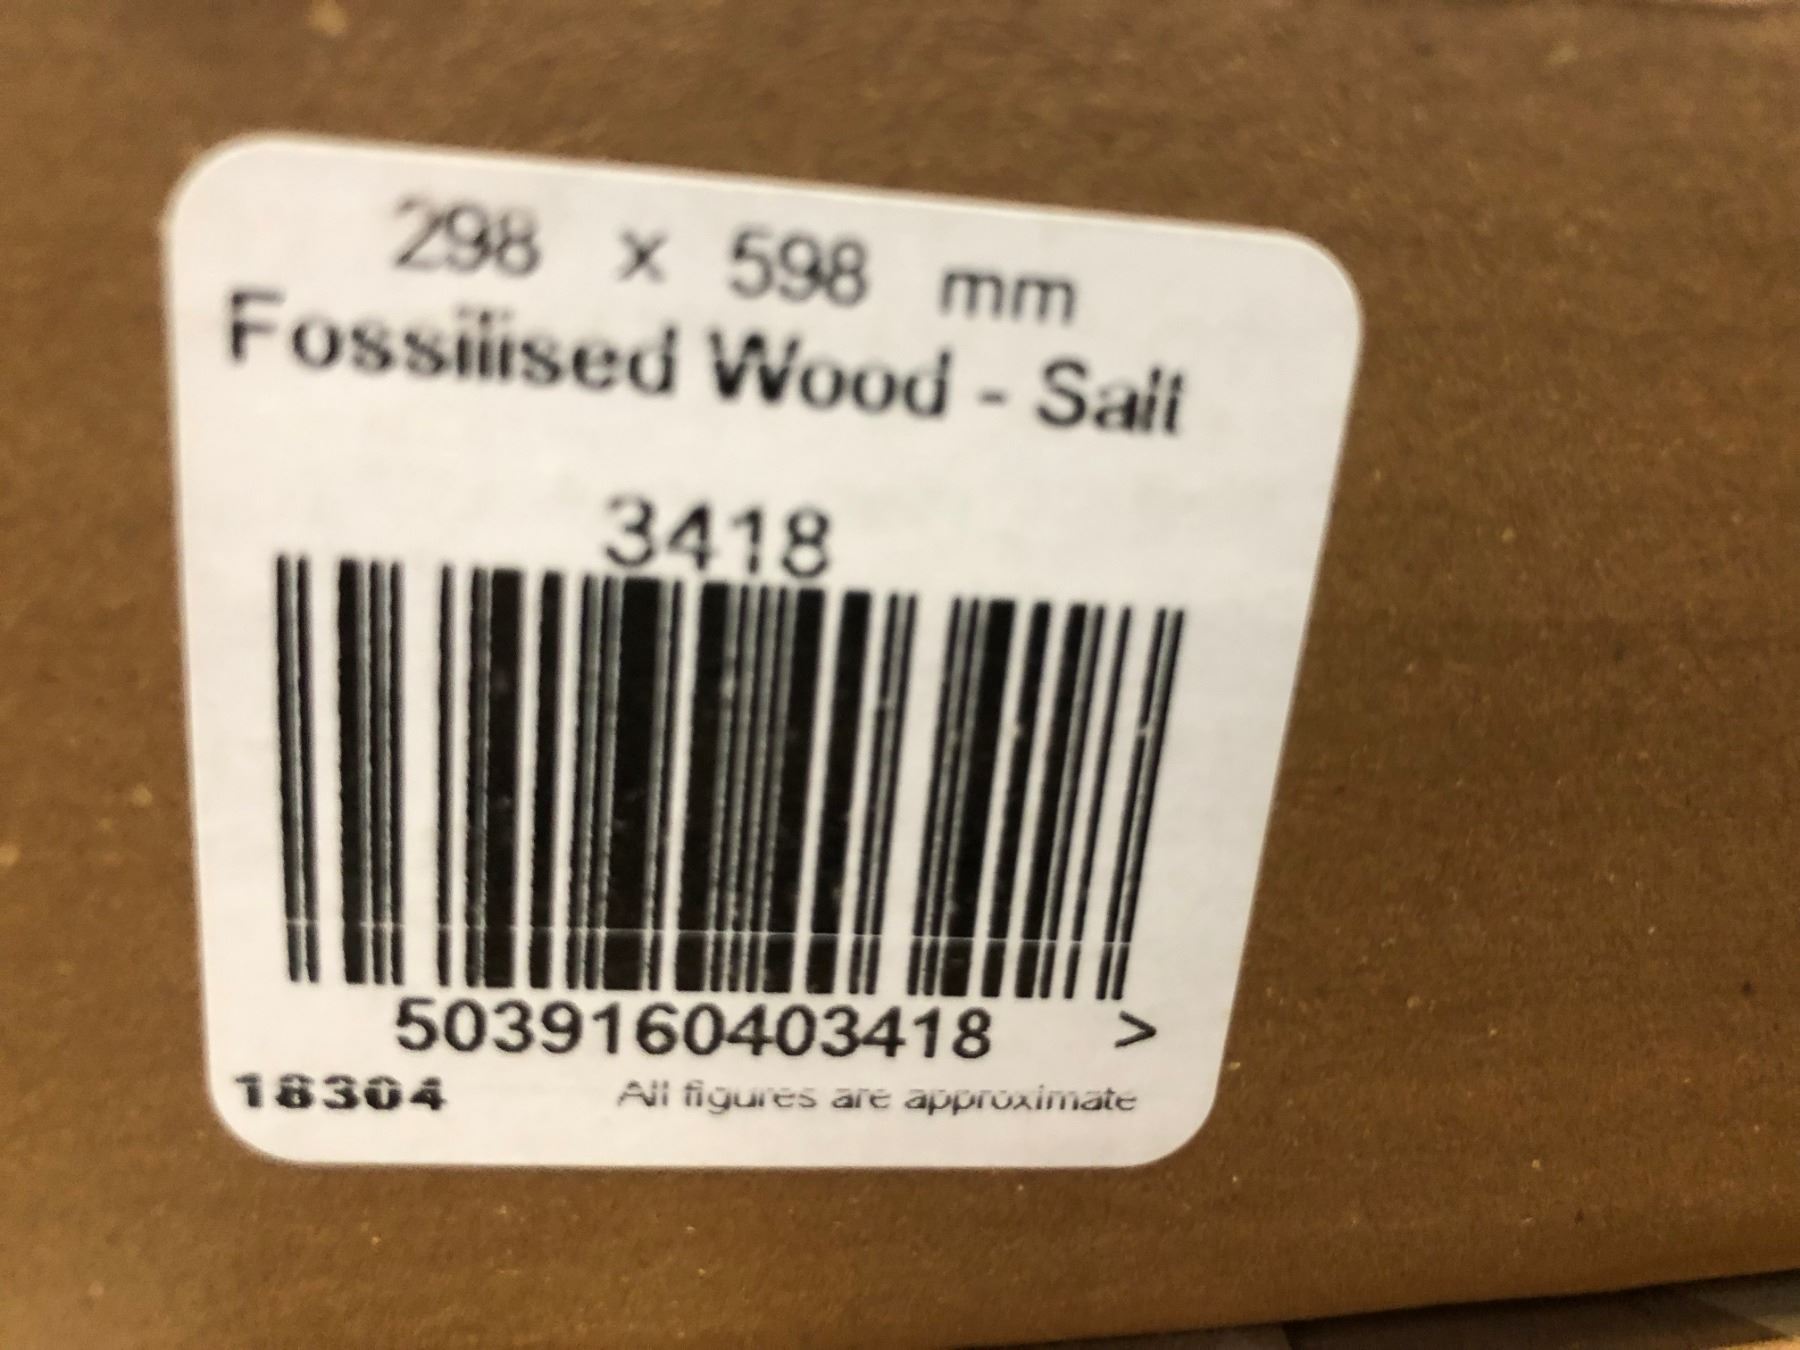 298 x 598 mm
Fossilised Wood - Salt
3418
5039160403418 >
18304 All figures are approximate